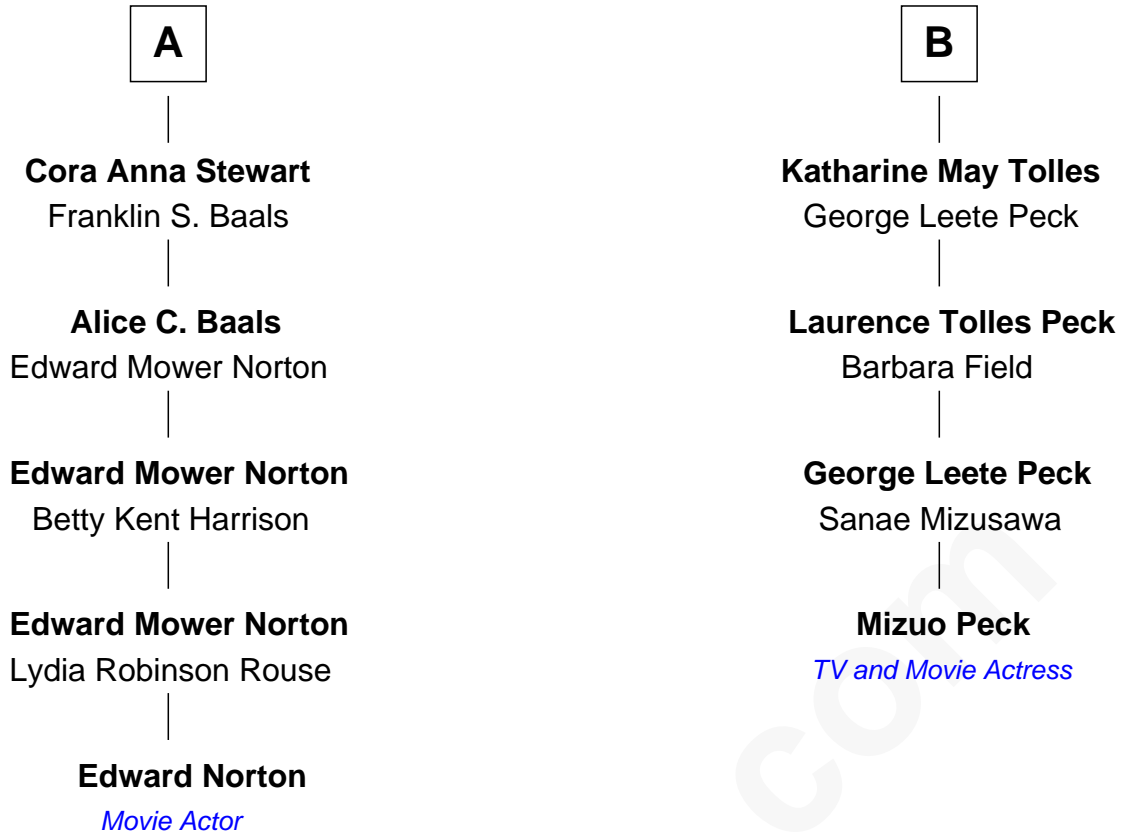 A
Cora Anna Stewart
Franklin S. Baals
Alice C. Baals
Edward Mower Norton
Edward Mower Norton
Betty Kent Harrison
Edward Mower Norton
Lydia Robinson Rouse
Edward Norton
Movie Actor
B
Katharine May Tolles
George Leete Peck
Laurence Tolles Peck
Barbara Field
George Leete Peck
Sanae Mizusawa
Mizuo Peck
TV and Movie Actress
com